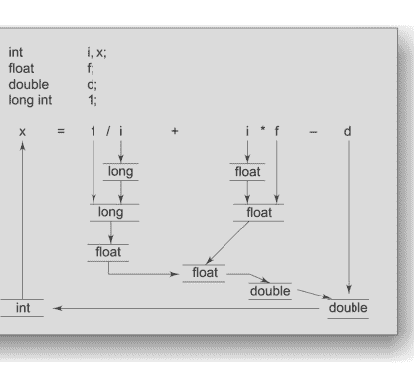 int i, x;
float f;
double d;
long int 1;
x = 1 / i + i * f – d
long float
long float
float
float
double
int double